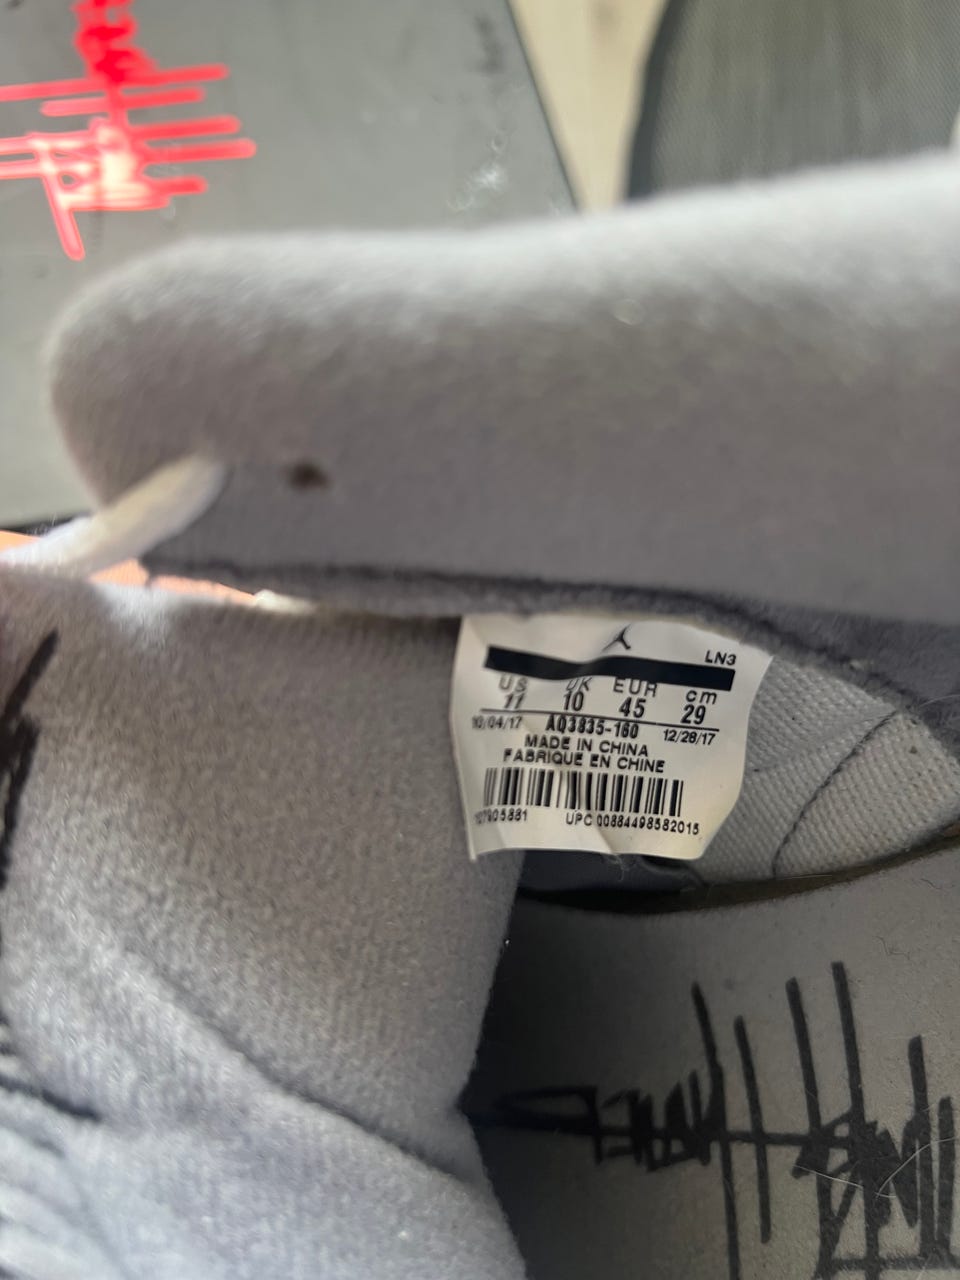 LN3
US UK EUR cm
11 10 45 29
10/04/17 AQ3835-160 12/28/17
MADE IN CHINA
FABRIQUE EN CHINE
UPC 00884498582015